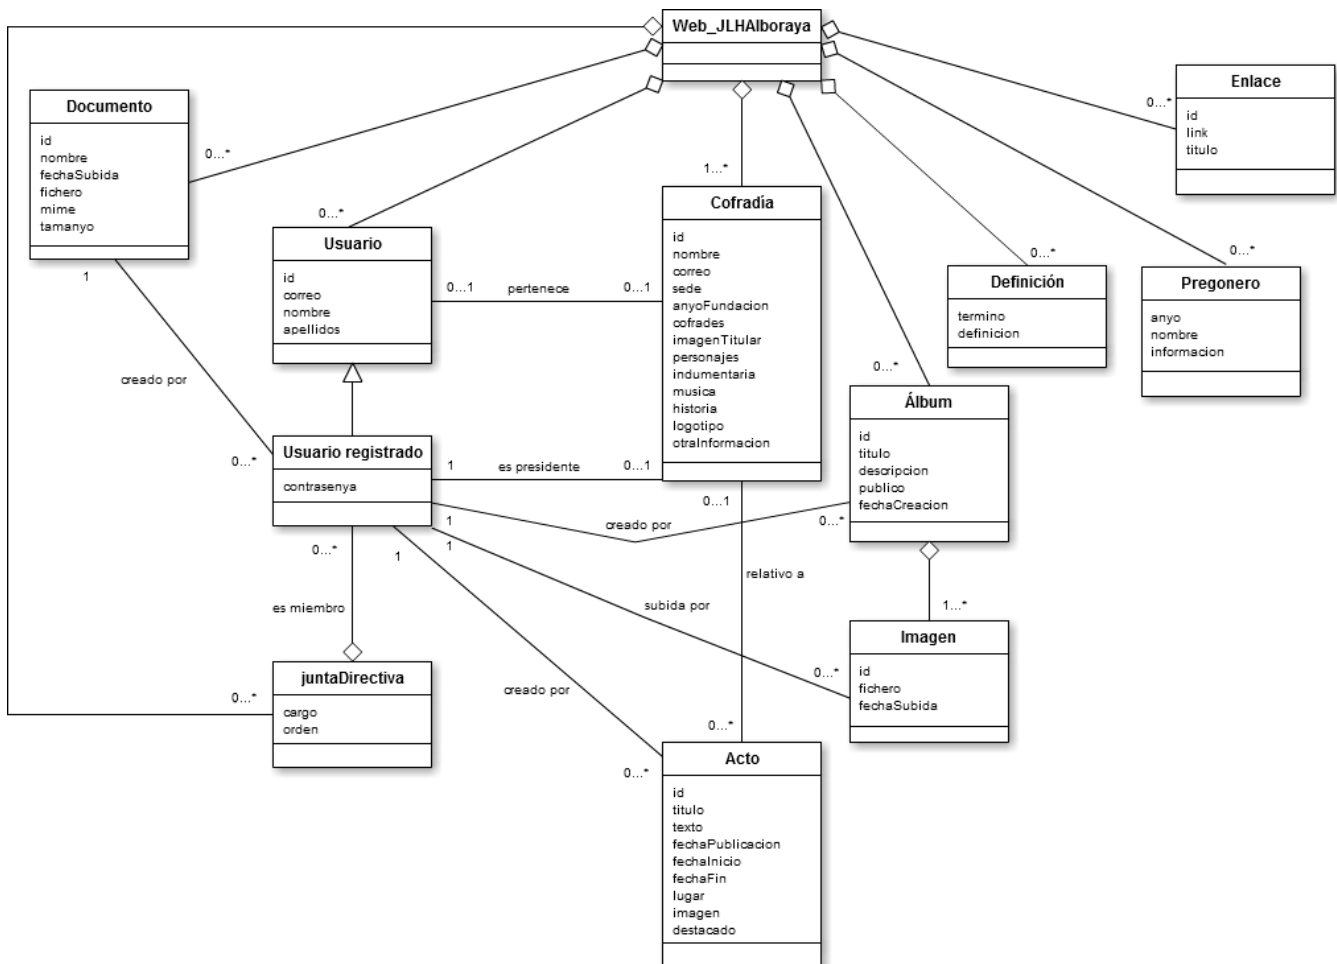 Web_JLHAlboraya
Enlace
id
link
titulo
0...*
Documento
id
nombre
fechaSubida
fichero
mime
tamanyo
0...*
1...*
0...*
Cofradía
id
nombre
correo
sede
anyoFundacion
cofrades
imagenTitular
personajes
indumentaria
musica
historia
logotipo
otraInformacion
Usuario
id
correo
nombre
apellidos
0...1
pertenece
0...1
0...*
Definición
termino
definicion
0...*
Pregonero
anyo
nombre
informacion
1
creado por
0...*
0...*
Álbum
id
titulo
descripcion
publico
fechaCreacion
Usuario registrado
contrasenya
1
es presidente
0...1
0...1
1
creado por
0...*
0...*
1
1
es miembro
relativo a
subida por
1...*
Imagen
id
fichero
fechaSubida
0...*
juntaDirectiva
cargo
orden
0...*
creado por
0...*
0...*
Acto
id
titulo
texto
fechaPublicacion
fechaInicio
fechaFin
lugar
imagen
destacado